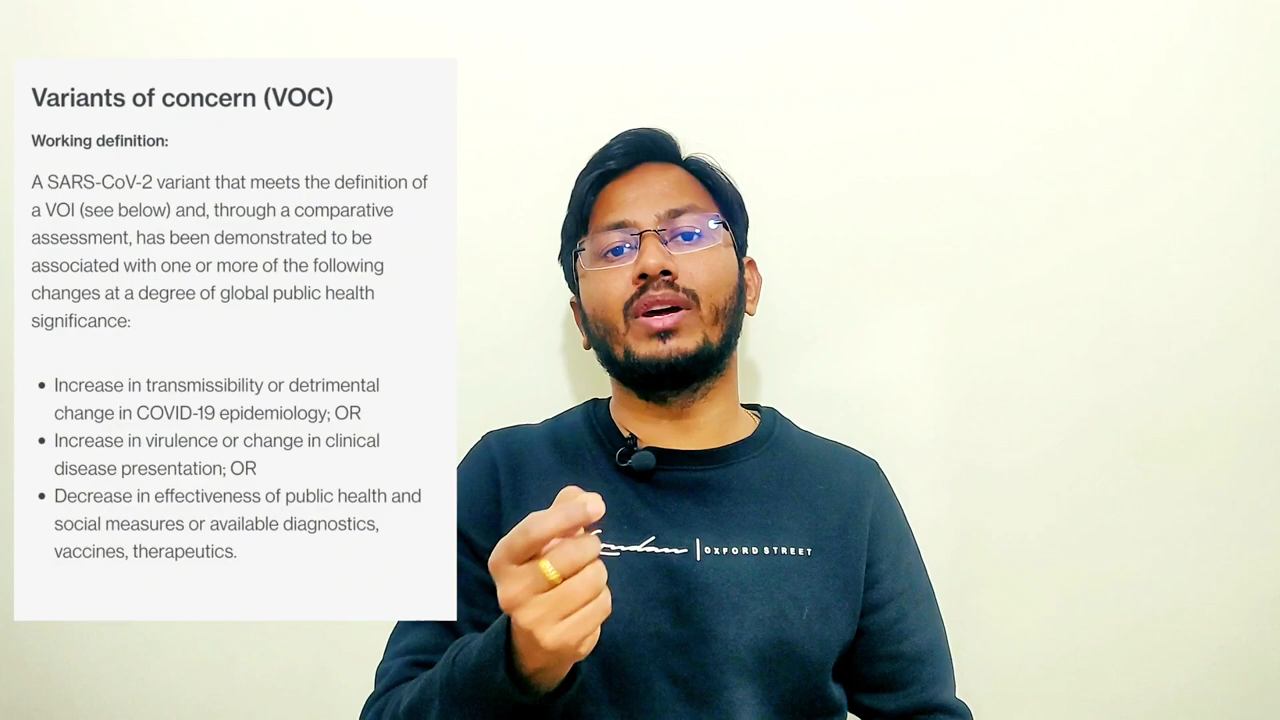 Variants of concern (VOC)
Working definition:
A SARS-CoV-2 variant that meets the definition of
a VOI (see below) and, through a comparative
assessment, has been demonstrated to be
associated with one or more of the following
changes at a degree of global public health
significance:
• Increase in transmissibility or detrimental
change in COVID-19 epidemiology; OR
• Increase in virulence or change in clinical
disease presentation; OR
• Decrease in effectiveness of public health and
social measures or available diagnostics,
vaccines, therapeutics.
OXFORD STREET